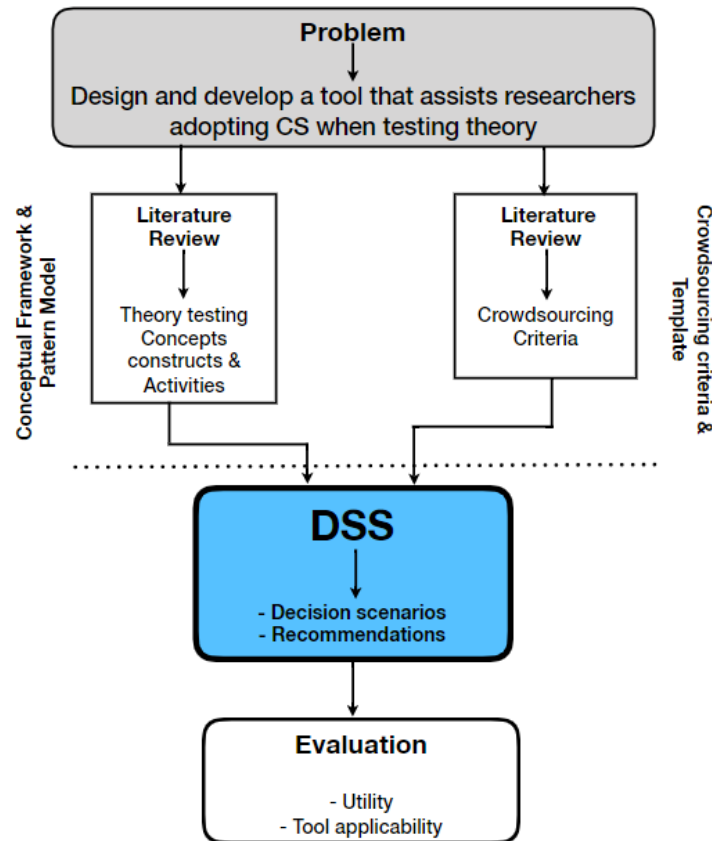 Problem
Design and develop a tool that assists researchers
adopting CS when testing theory
Conceptual Framework &
Pattern Model
Literature
Review
Theory testing
Concepts
constructs &
Activities
Literature
Review
Crowdsourcing
Criteria
Crowdsourcing criteria &
Template
DSS
- Decision scenarios
- Recommendations
Evaluation
- Utility
- Tool applicability